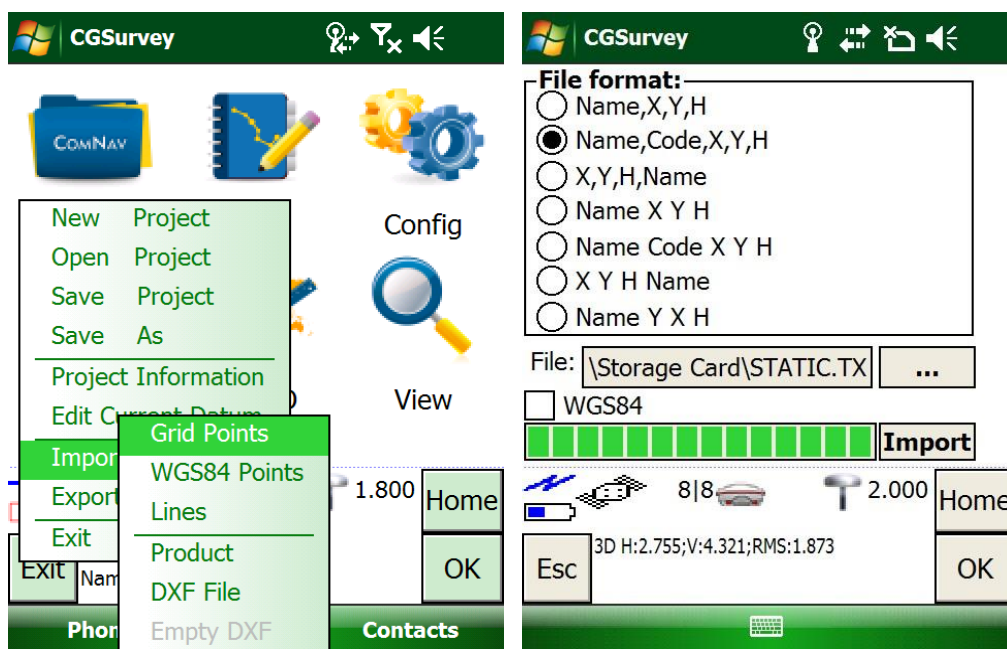 CGSurvey
COMNAV
New Project
Config
Open Project
Save Project
Save As
Project Information
View
Edit Current Datum
Grid Points
Impor
WGS84 Points
Export
1.800
Home
Lines
Exit
Product
Exit
Nam
OK
DXF File
Phon
Empty DXF
Contacts
CGSurvey
File format:
Name,X,Y,H
Name,Code,X,Y,H
X,Y,H,Name
Name X Y H
Name Code X Y H
X Y H Name
Name Y X H
File: \Storage Card\STATIC.TX ...
WGS84
Import
8|8 2.000 Home
3D H:2.755;V:4.321;RMS:1.873
Esc OK